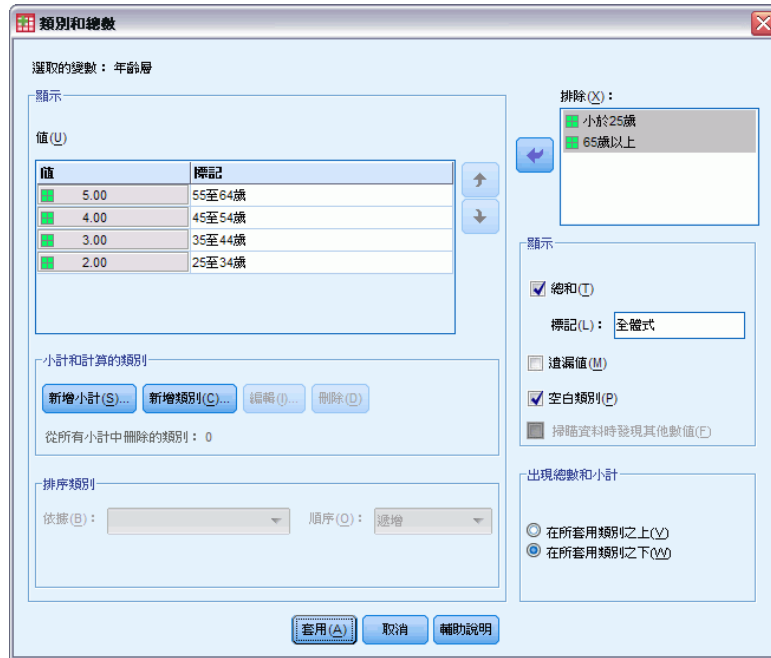 類別和總數
選取的變數：年齡層
顯示
值(U)
值 標記
5.00 55至64歲
4.00 45至54歲
3.00 35至44歲
2.00 25至34歲
小計和計算的類別
新增小計(S)... 新增類別(C)... 編輯(I)... 刪除(D)
從所有小計中刪除的類別：0
排序類別
依據(B)： 順序(O)： 遞增
排除(X)：
小於25歲
65歲以上
顯示
總和(T)
標記(L)： 全體式
遺漏值(M)
空白類別(P)
掃瞄資料時發現其他數值(F)
出現總數和小計
在所套用類別之上(V)
在所套用類別之下(W)
套用(A) 取消 輔助說明